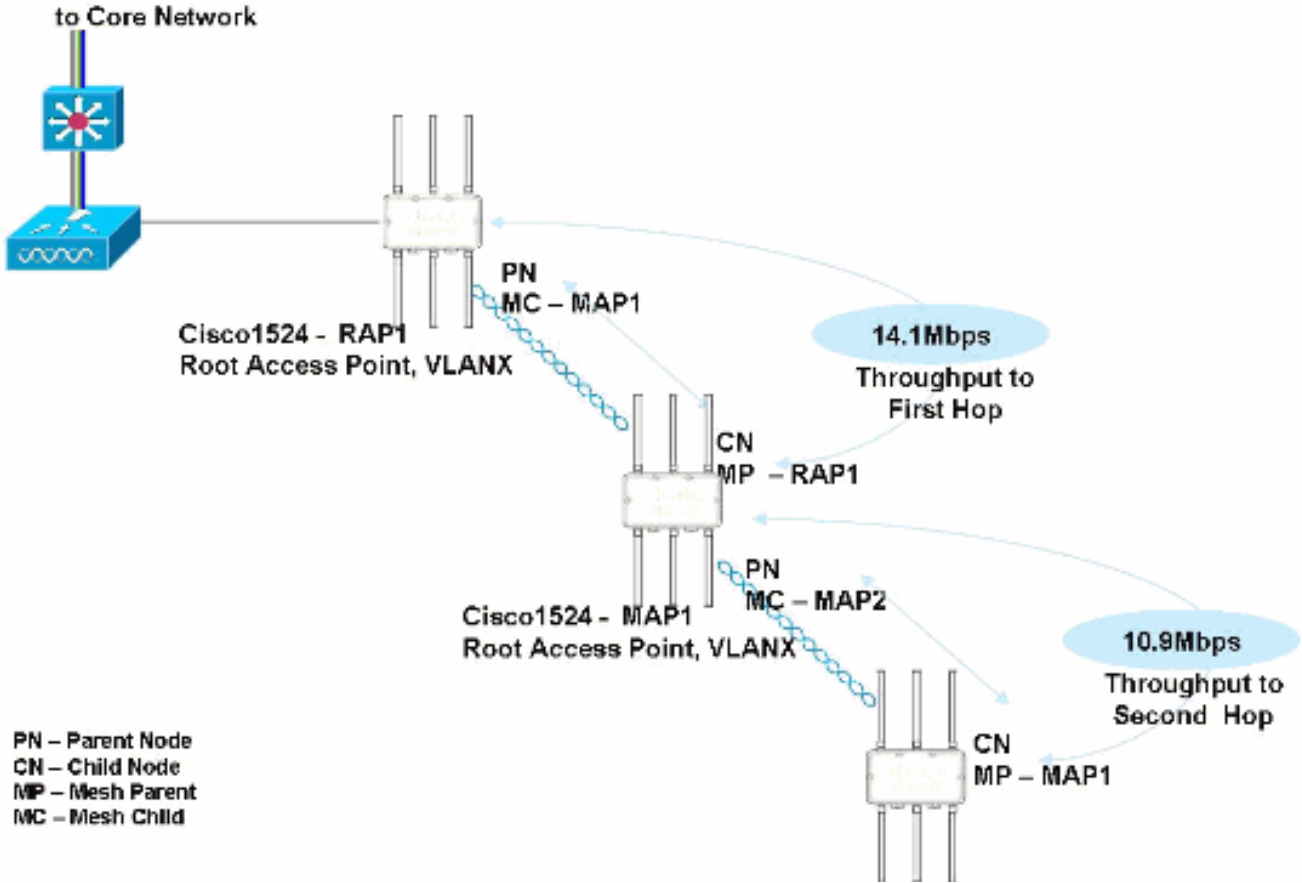 to Core Network
PN
MC – MAP1
Cisco1524 - RAP1
Root Access Point, VLANX
14.1Mbps
Throughput to
First Hop
CN
MP – RAP1
PN
MC – MAP2
Cisco1524 - MAP1
Root Access Point, VLANX
10.9Mbps
Throughput to
Second Hop
CN
MP – MAP1
PN – Parent Node
CN – Child Node
MP – Mesh Parent
MC – Mesh Child